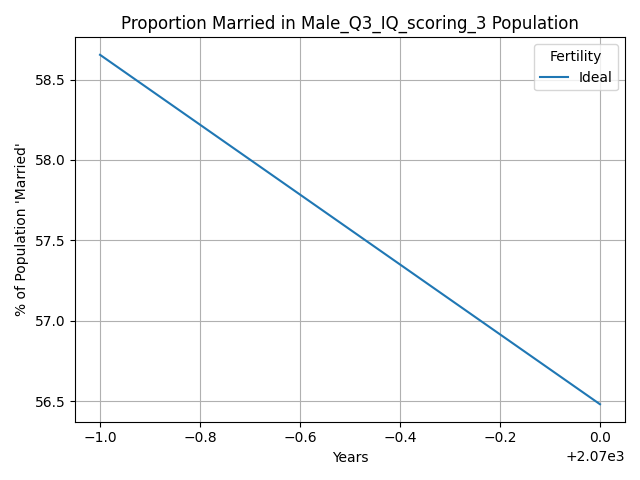 Proportion Married in Male_Q3_IQ_scoring_3 Population
Fertility
Ideal
% of Population 'Married'
58.5
58.0
57.5
57.0
56.5
−1.0
−0.8
−0.6
−0.4
−0.2
0.0
+2.07e3
Years